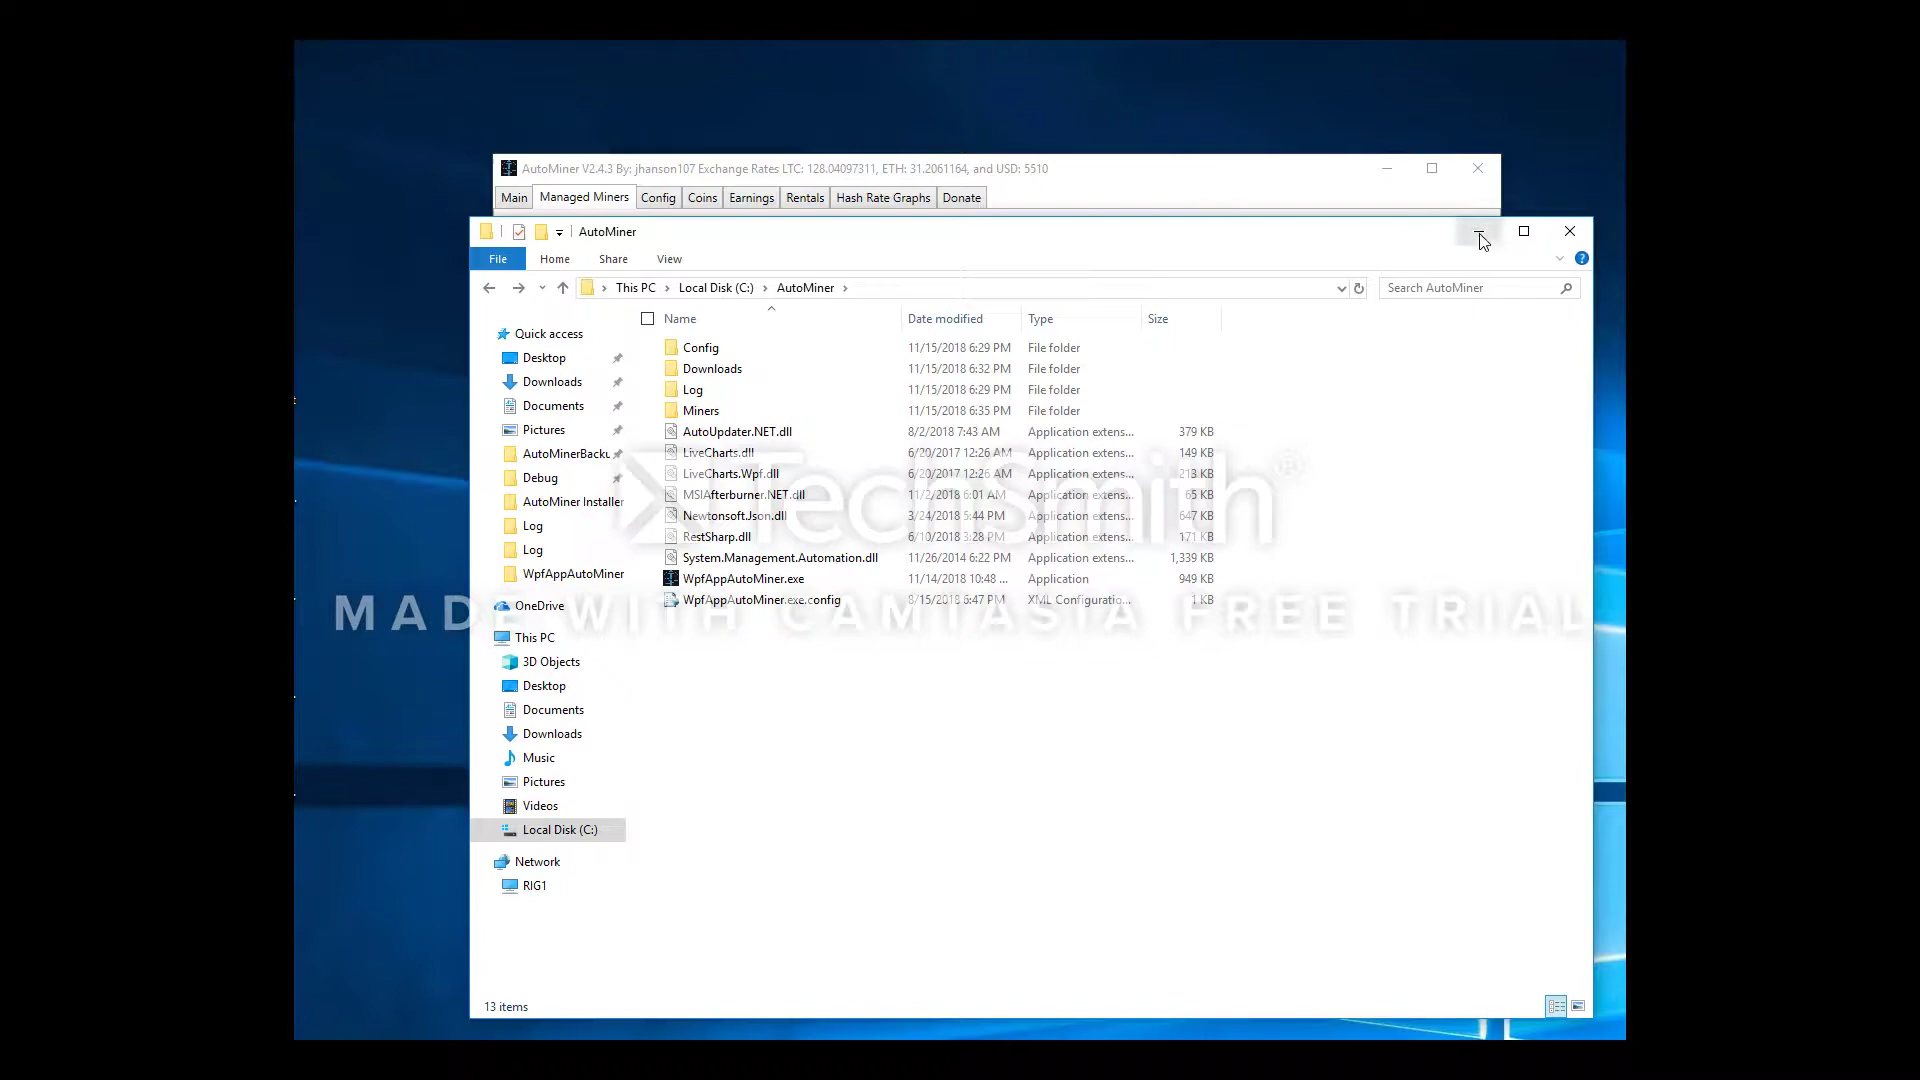 AutoMiner V2.4.3 By: jhanson107 Exchange Rates LTC: 128.04097311, ETH: 31.2061164, and USD: 5510
Main Managed Miners Config Coins Earnings Rentals Hash Rate Graphs Donate
AutoMiner
File Home Share View
This PC Local Disk (C:) AutoMiner
Search AutoMiner
Name Date modified Type Size
Quick access
Desktop
Downloads
Documents
Pictures
AutoMinerBacku
Debug
AutoMiner Installer
Log
Log
WpfAppAutoMiner
OneDrive
This PC
3D Objects
Desktop
Documents
Downloads
Music
Pictures
Videos
Local Disk (C:)
Network
RIG1
Config 11/15/2018 6:29 PM File folder
Downloads 11/15/2018 6:32 PM File folder
Log 11/15/2018 6:29 PM File folder
Miners 11/15/2018 6:35 PM File folder
AutoUpdater.NET.dll 8/2/2018 7:43 AM Application extens... 379 KB
LiveCharts.dll 6/20/2017 12:26 AM Application extens... 149 KB
LiveCharts.Wpf.dll 6/20/2017 12:26 AM Application extens... 213 KB
MSIAfterburner.NET.dll 11/2/2018 6:01 AM Application extens... 65 KB
Newtonsoft.Json.dll 3/24/2018 5:44 PM Application extens... 647 KB
RestSharp.dll 6/10/2018 3:28 PM Application extens... 171 KB
System.Management.Automation.dll 11/26/2014 6:22 PM Application extens... 1,339 KB
WpfAppAutoMiner.exe 11/14/2018 10:48 ... Application 949 KB
WpfAppAutoMiner.exe.config 8/15/2018 6:47 PM XML Configuratio... 1 KB
TechSmith®
MADE WITH CAMTASIA FREE TRIAL
13 items